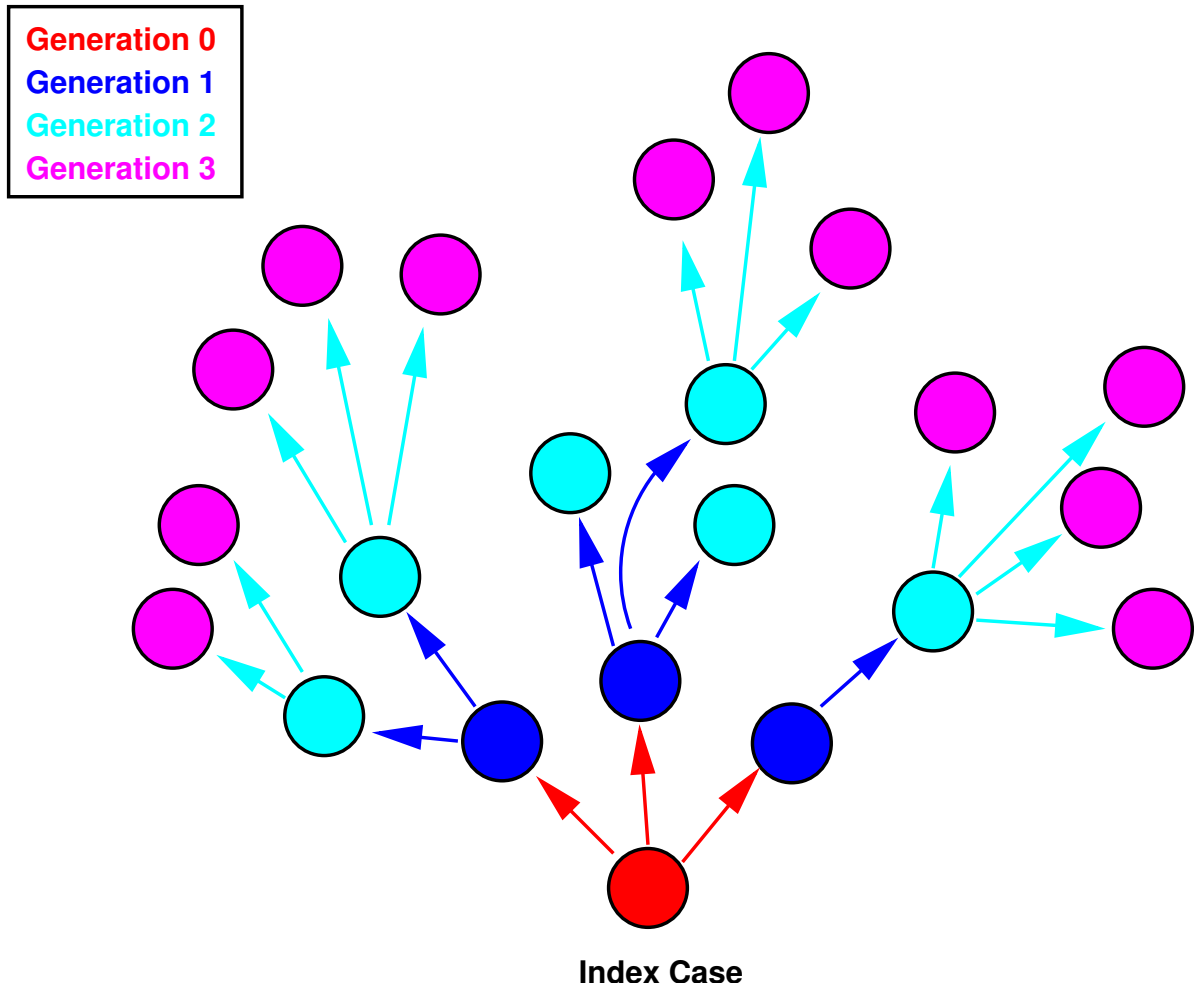 Generation 0
Generation 1
Generation 2
Generation 3
Index Case